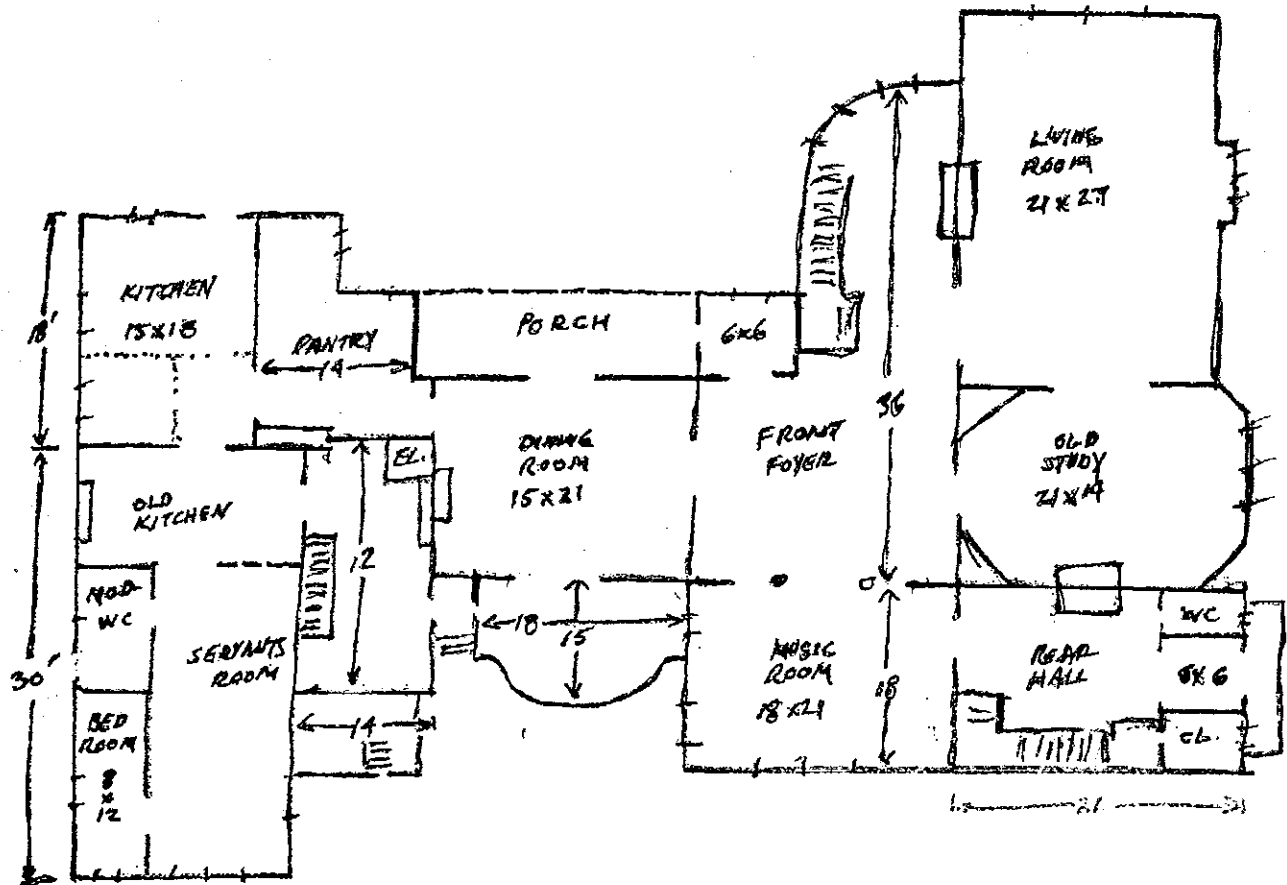 LIVING
ROOM
21 x 27
KITCHEN
15x18
18'
PANTRY
14
PORCH
6x6
36
EL.
DINING
ROOM
15x21
FRONT
FOYER
OLD
STUDY
21x14
OLD
KITCHEN
12
MOD
WC
SERVANTS
ROOM
30'
18
15
MUSIC
ROOM
18x21
18
REAR
HALL
WC
6x6
CL.
BED
ROOM
8
x
12
14
21